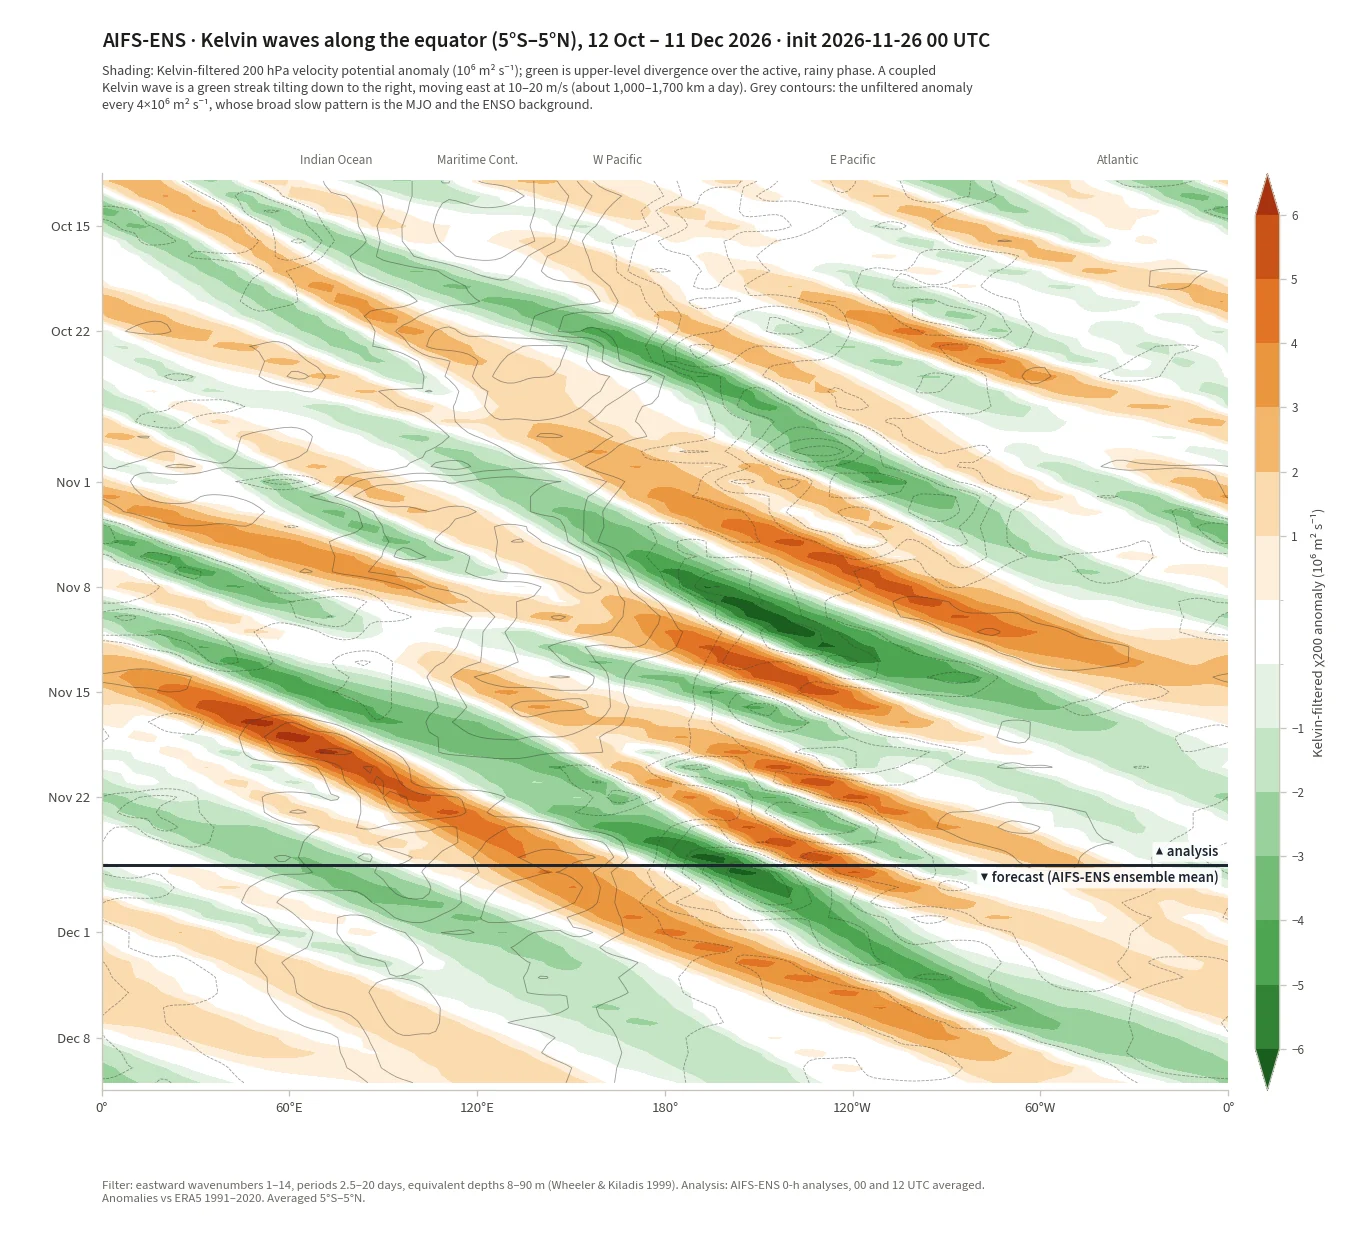 AIFS-ENS · Kelvin waves along the equator (5°S–5°N), 12 Oct – 11 Dec 2026 · init 2026-11-26 00 UTC
Shading: Kelvin-filtered 200 hPa velocity potential anomaly (10⁶ m² s⁻¹); green is upper-level divergence over the active, rainy phase. A coupled
Kelvin wave is a green streak tilting down to the right, moving east at 10–20 m/s (about 1,000–1,700 km a day). Grey contours: the unfiltered anomaly
every 4×10⁶ m² s⁻¹, whose broad slow pattern is the MJO and the ENSO background.
Indian Ocean Maritime Cont. W Pacific E Pacific Atlantic
Oct 15
Oct 22
Nov 1
Nov 8
Nov 15
Nov 22
Dec 1
Dec 8
▲ analysis
▼ forecast (AIFS-ENS ensemble mean)
0° 60°E 120°E 180° 120°W 60°W 0°
6
5
4
3
2
1
−1
−2
−3
−4
−5
−6
Kelvin-filtered χ200 anomaly (10⁶ m² s⁻¹)
Filter: eastward wavenumbers 1–14, periods 2.5–20 days, equivalent depths 8–90 m (Wheeler & Kiladis 1999). Analysis: AIFS-ENS 0-h analyses, 00 and 12 UTC averaged.
Anomalies vs ERA5 1991–2020. Averaged 5°S–5°N.